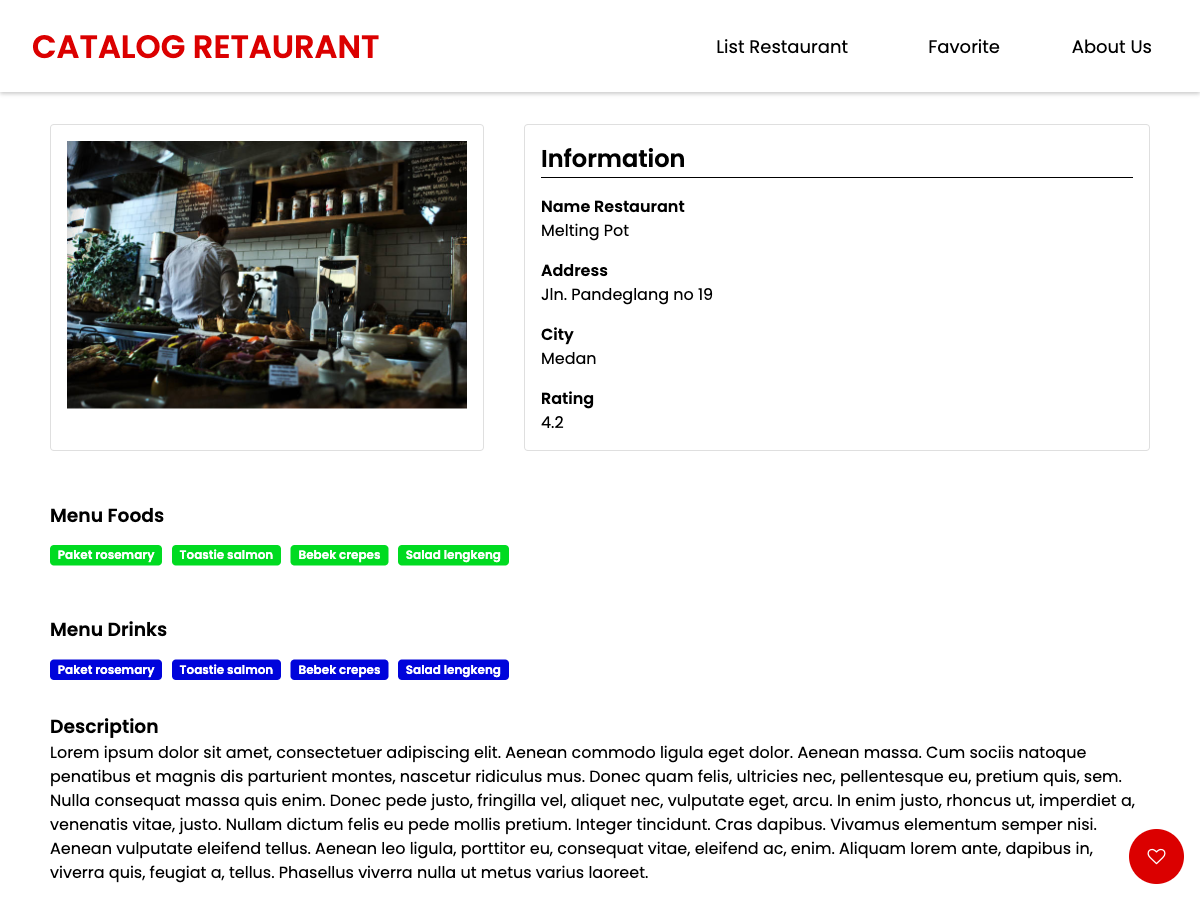 CATALOG RETAURANT
List Restaurant
Favorite
About Us
Information
Name Restaurant
Melting Pot
Address
Jln. Pandeglang no 19
City
Medan
Rating
4.2
Menu Foods
Paket rosemary
Toastie salmon
Bebek crepes
Salad lengkeng
Menu Drinks
Paket rosemary
Toastie salmon
Bebek crepes
Salad lengkeng
Description
Lorem ipsum dolor sit amet, consectetuer adipiscing elit. Aenean commodo ligula eget dolor. Aenean massa. Cum sociis natoque
penatibus et magnis dis parturient montes, nascetur ridiculus mus. Donec quam felis, ultricies nec, pellentesque eu, pretium quis, sem.
Nulla consequat massa quis enim. Donec pede justo, fringilla vel, aliquet nec, vulputate eget, arcu. In enim justo, rhoncus ut, imperdiet a,
venenatis vitae, justo. Nullam dictum felis eu pede mollis pretium. Integer tincidunt. Cras dapibus. Vivamus elementum semper nisi.
Aenean vulputate eleifend tellus. Aenean leo ligula, porttitor eu, consequat vitae, eleifend ac, enim. Aliquam lorem ante, dapibus in,
viverra quis, feugiat a, tellus. Phasellus viverra nulla ut metus varius laoreet.